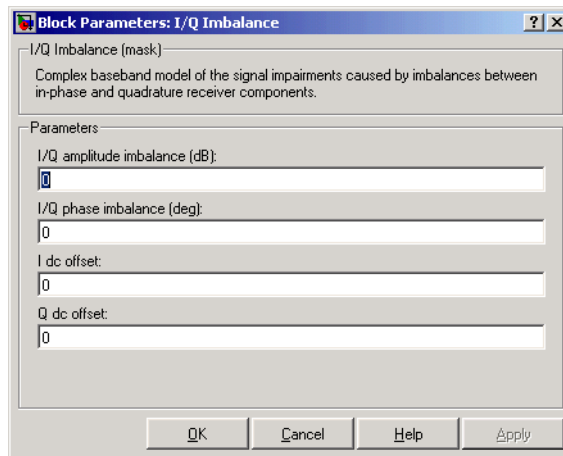 Block Parameters: I/Q Imbalance
I/Q Imbalance (mask)
Complex baseband model of the signal impairments caused by imbalances between
in-phase and quadrature receiver components.
Parameters
I/Q amplitude imbalance (dB):
0
I/Q phase imbalance (deg):
0
I dc offset:
0
Q dc offset:
0
OK Cancel Help Apply